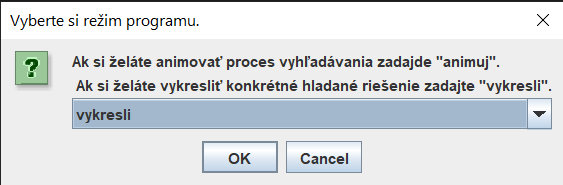 Vyberte si režim programu.
Ak si želáte animovať proces vyhľadávania zadajde "animuj".
Ak si želáte vykresliť konkrétné hladané riešenie zadajte "vykresli".
vykresli
OK Cancel